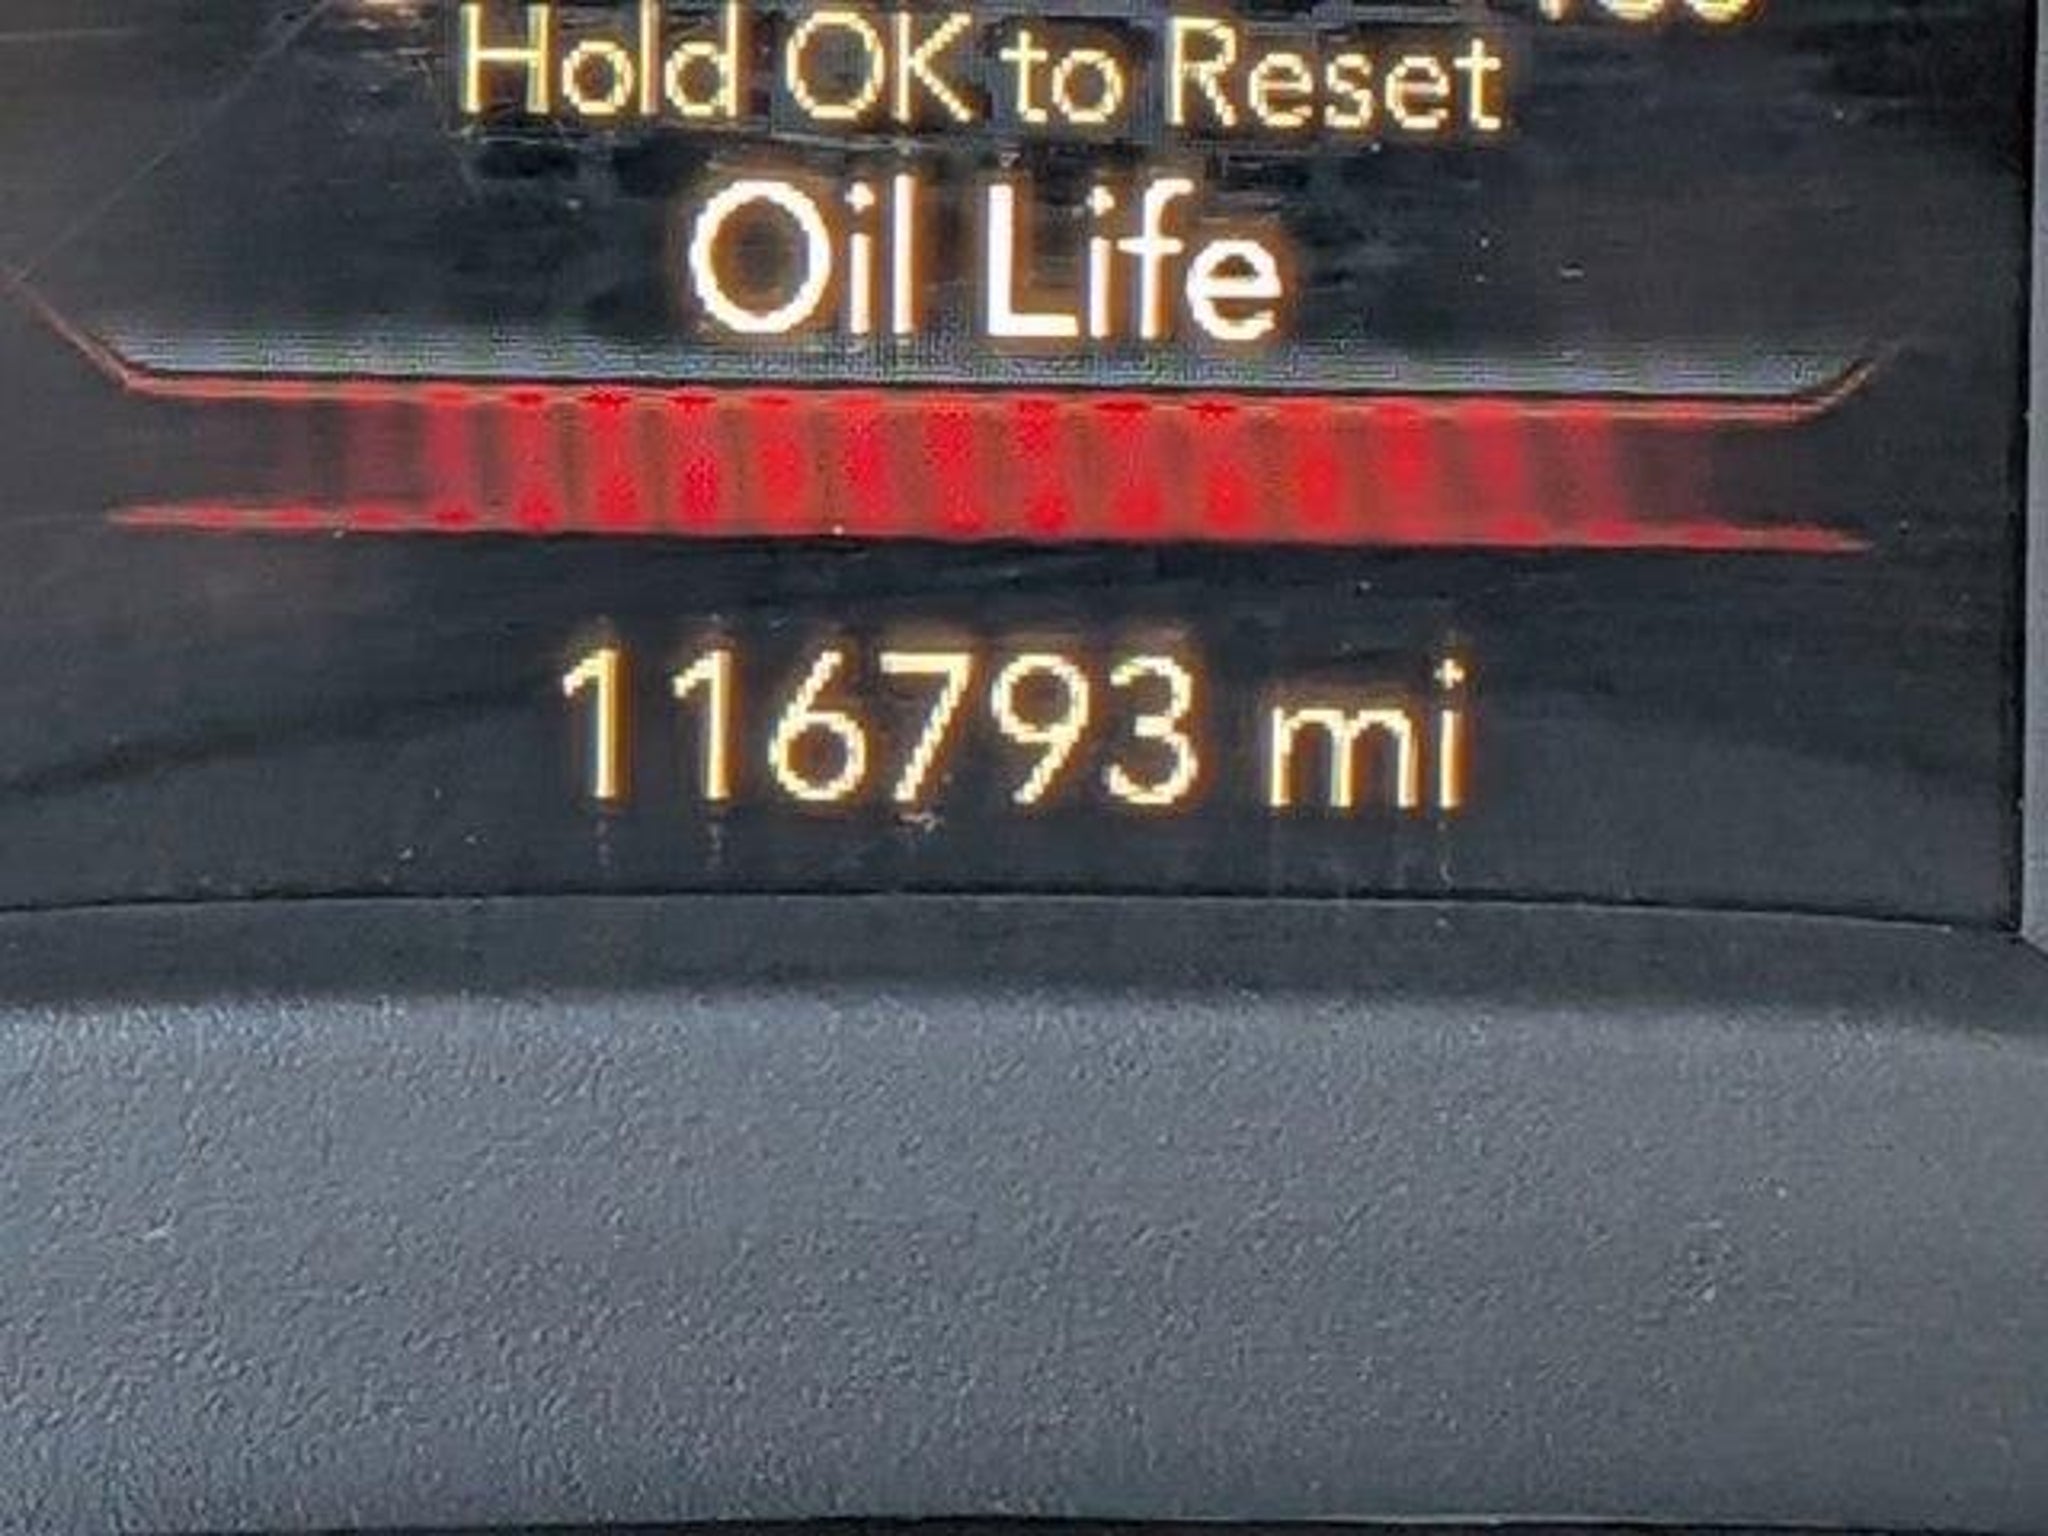 Hold OK to Reset
Oil Life
116793 mi